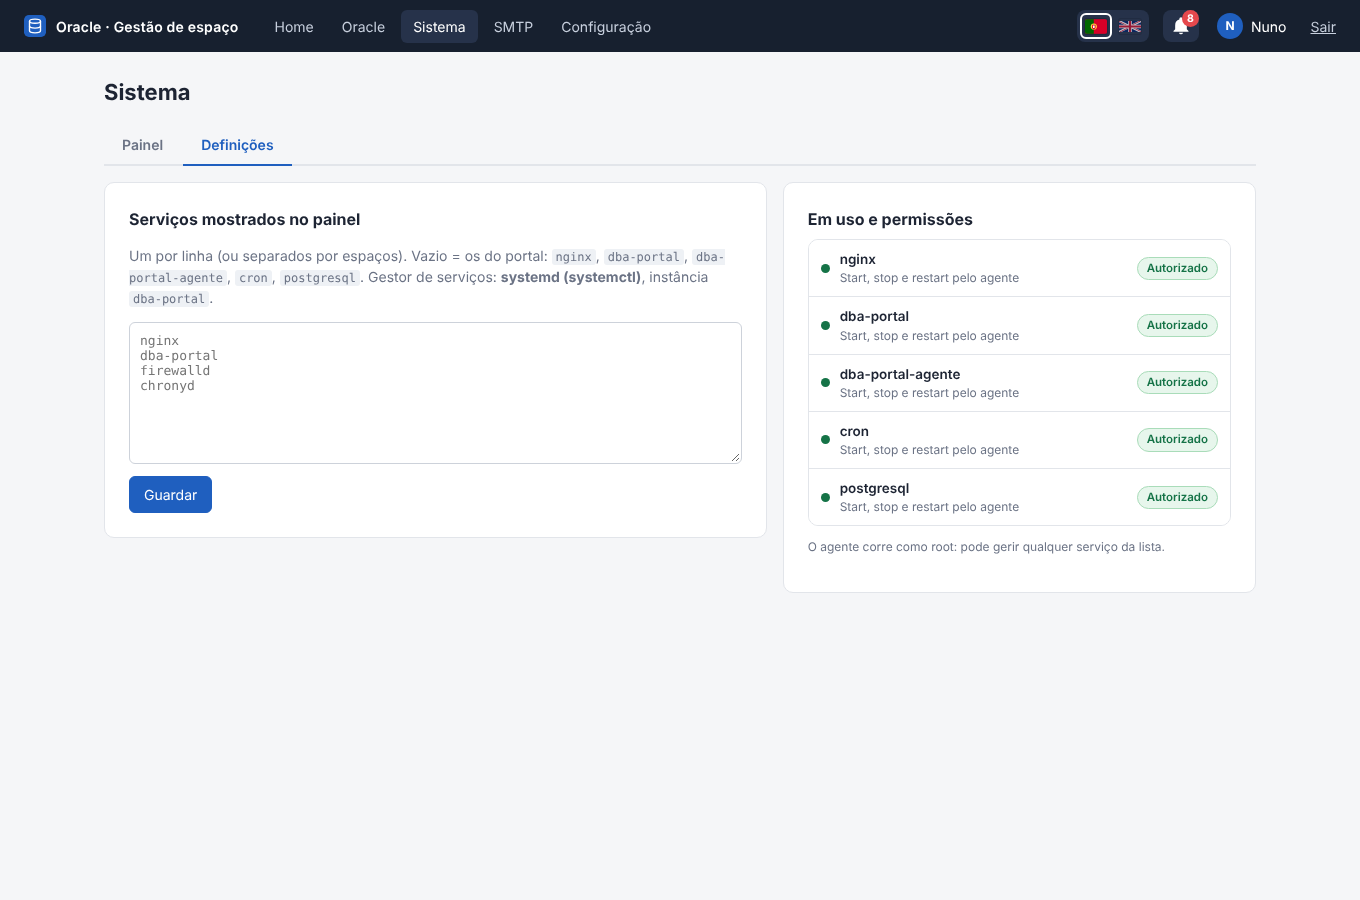 Oracle · Gestão de espaço
Home
Oracle
Sistema
SMTP
Configuração
8
N
Nuno
Sair
Sistema
Painel
Definições
Serviços mostrados no painel
Um por linha (ou separados por espaços). Vazio = os do portal: nginx, dba-portal, dba-
portal-agente, cron, postgresql. Gestor de serviços: systemd (systemctl), instância
dba-portal.
nginx
dba-portal
firewalld
chronyd
Guardar
Em uso e permissões
nginx
Start, stop e restart pelo agente
Autorizado
dba-portal
Start, stop e restart pelo agente
Autorizado
dba-portal-agente
Start, stop e restart pelo agente
Autorizado
cron
Start, stop e restart pelo agente
Autorizado
postgresql
Start, stop e restart pelo agente
Autorizado
O agente corre como root: pode gerir qualquer serviço da lista.